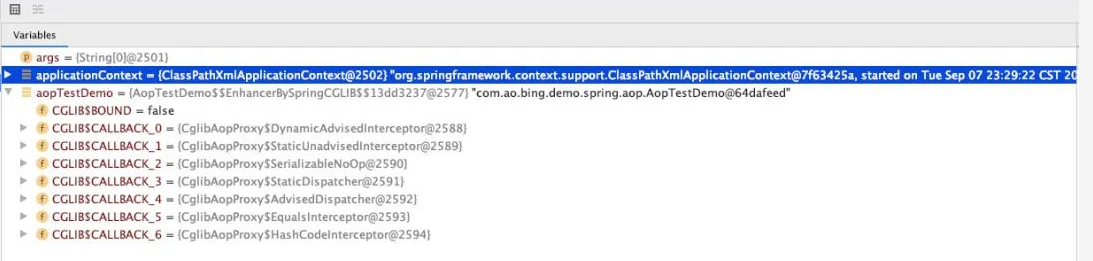 Variables
args = {String[0]@2501}
applicationContext = {ClassPathXmlApplicationContext@2502} "org.springframework.context.support.ClassPathXmlApplicationContext@7f63425a, started on Tue Sep 07 23:29:22 CST 20
aopTestDemo = {AopTestDemo$$EnhancerBySpringCGLIB$$13dd3237@2577} "com.ao.bing.demo.spring.aop.AopTestDemo@64dafeed"
CGLIB$BOUND = false
CGLIB$CALLBACK_0 = {CglibAopProxy$DynamicAdvisedInterceptor@2588}
CGLIB$CALLBACK_1 = {CglibAopProxy$StaticUnadvisedInterceptor@2589}
CGLIB$CALLBACK_2 = {CglibAopProxy$SerializableNoOp@2590}
CGLIB$CALLBACK_3 = {CglibAopProxy$StaticDispatcher@2591}
CGLIB$CALLBACK_4 = {CglibAopProxy$AdvisedDispatcher@2592}
CGLIB$CALLBACK_5 = {CglibAopProxy$EqualsInterceptor@2593}
CGLIB$CALLBACK_6 = {CglibAopProxy$HashCodeInterceptor@2594}